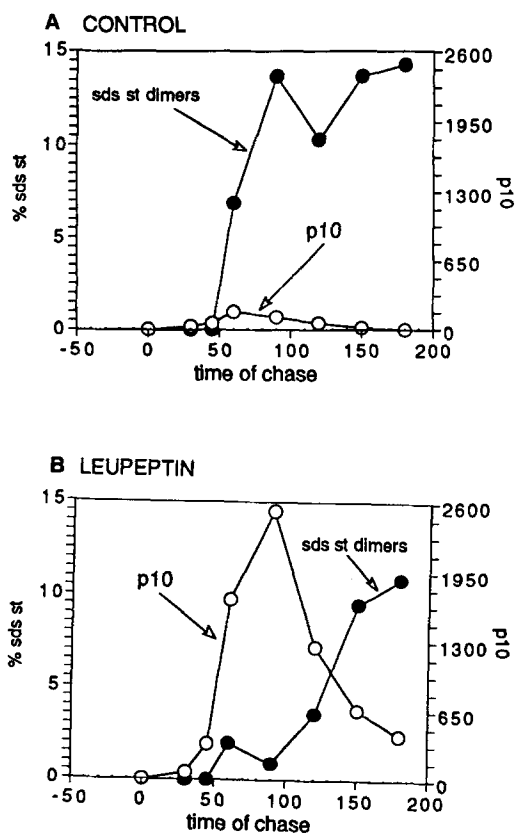 A CONTROL
15
10
5
0
% sds st
2600
1950
1300
650
0
p10
sds st dimers
p10
-50 0 50 100 150 200
time of chase
B LEUPEPTIN
15
10
5
0
% sds st
2600
1950
1300
650
0
p10
p10
sds st dimers
-50 0 50 100 150 200
time of chase